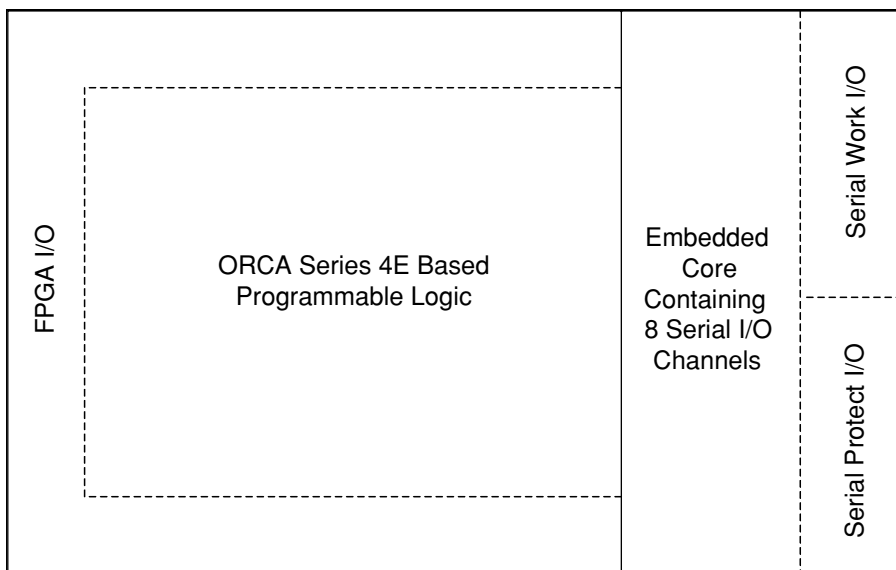 FPGA I/O
ORCA Series 4E Based
Programmable Logic
Embedded
Core
Containing
8 Serial I/O
Channels
Serial Work I/O
Serial Protect I/O